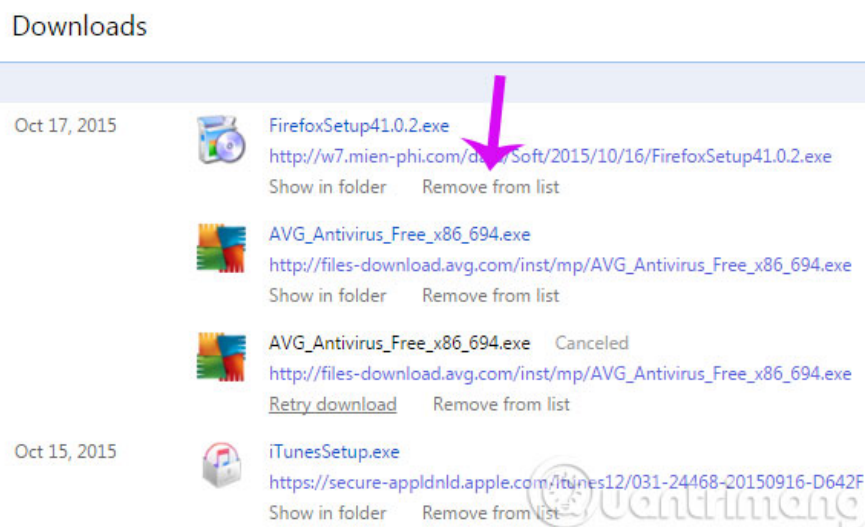 Downloads
Oct 17, 2015 FirefoxSetup41.0.2.exe
http://w7.mien-phi.com/data/Soft/2015/10/16/FirefoxSetup41.0.2.exe
Show in folder Remove from list
AVG_Antivirus_Free_x86_694.exe
http://files-download.avg.com/inst/mp/AVG_Antivirus_Free_x86_694.exe
Show in folder Remove from list
AVG_Antivirus_Free_x86_694.exe Canceled
http://files-download.avg.com/inst/mp/AVG_Antivirus_Free_x86_694.exe
Retry download Remove from list
Oct 15, 2015 iTunesSetup.exe
https://secure-appldnld.apple.com/itunes12/031-24468-20150916-D642F
Show in folder Remove from list
uantrimang